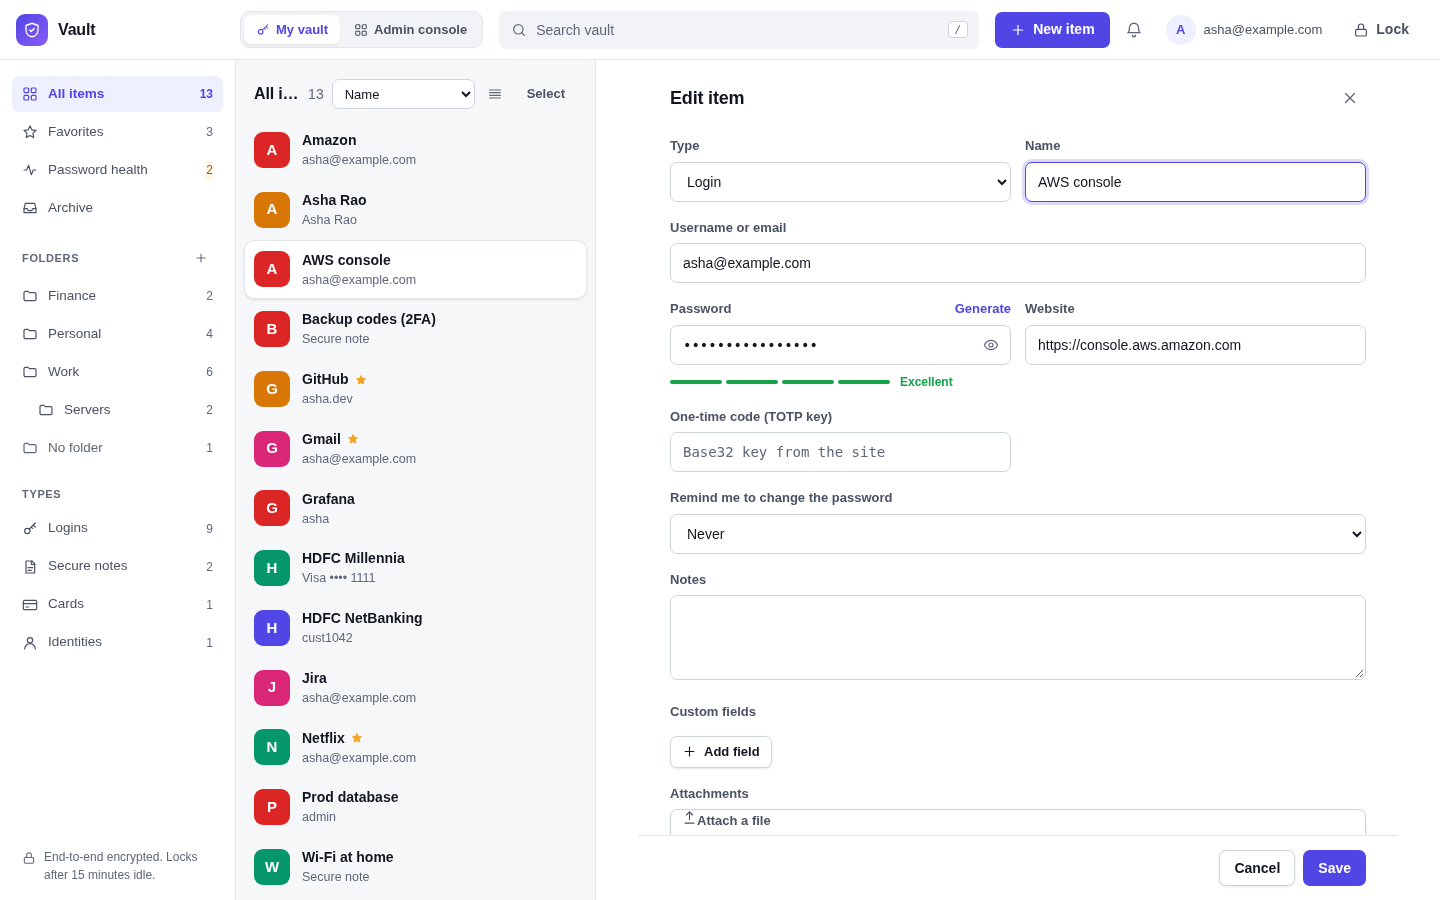 Vault
My vault
Admin console
Search vault
/
New item
A
asha@example.com
Lock
All items
13
Favorites
3
Password health
2
Archive
FOLDERS
Finance
2
Personal
4
Work
6
Servers
2
No folder
1
TYPES
Logins
9
Secure notes
2
Cards
1
Identities
1
End-to-end encrypted. Locks
after 15 minutes idle.
All i...
13
Name
Select
A
Amazon
asha@example.com
A
Asha Rao
Asha Rao
A
AWS console
asha@example.com
B
Backup codes (2FA)
Secure note
G
GitHub
asha.dev
G
Gmail
asha@example.com
G
Grafana
asha
H
HDFC Millennia
Visa •••• 1111
H
HDFC NetBanking
cust1042
J
Jira
asha@example.com
N
Netflix
asha@example.com
P
Prod database
admin
W
Wi-Fi at home
Secure note
Edit item
Type
Name
Login
AWS console
Username or email
asha@example.com
Password
Generate
Website
••••••••••••••••
https://console.aws.amazon.com
Excellent
One-time code (TOTP key)
Base32 key from the site
Remind me to change the password
Never
Notes
Custom fields
Add field
Attachments
Attach a file
Cancel
Save